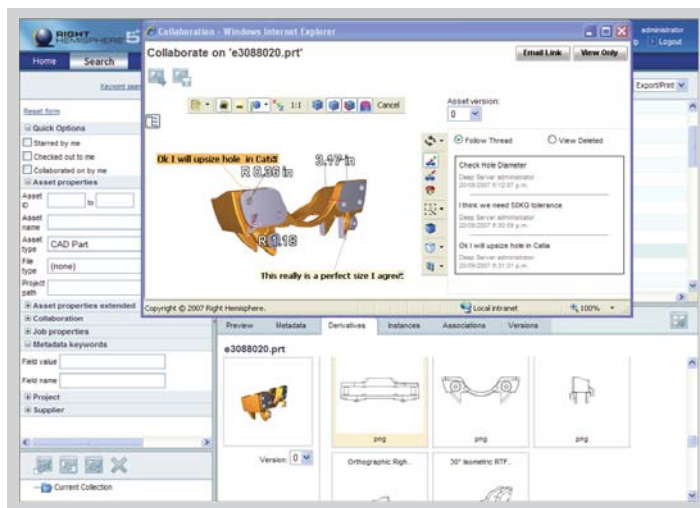 RIGHT HEMISPHERE 5
administrator
Logout
Home
Search
Export/Print
Reset form
Quick Options
Starred by me
Checked out to me
Collaborated on by me
Asset properties
Asset ID
to
Asset name
Asset type
CAD Part
File type
(none)
Project path
Asset properties extended
Collaboration
Job properties
Metadata keywords
Field value
Field name
Project
Supplier
Current Collection
Collaboration - Windows Internet Explorer
Collaborate on 'e3088020.prt'
Email Link
View Only
1:1
Cancel
Asset version:
0
Ok I will upsize hole in Catia
R 0.36 in
3.17 in
R 1.18
This really is a perfect size I agree!
Follow Thread
View Deleted
Check Hole Diameter
Deep Server administrator
I think we need 50KG tolerance
Deep Server administrator
Ok I will upsize hole in Catia
Deep Server administrator
Copyright © 2007 Right Hemisphere.
Local intranet
100%
Preview
Metadata
Derivatives
Instances
Associations
Versions
e3088020.prt
Version:
0
png
png
png
Orthographic Righ..
30° Isometric RTF..